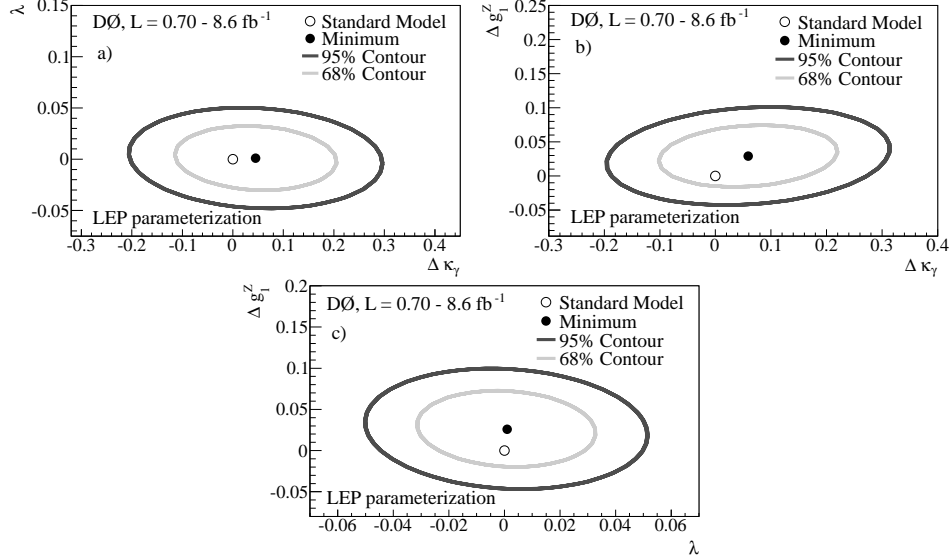 λ
0.15
0.1
0.05
0
-0.05
DØ, L = 0.70 - 8.6 fb⁻¹
a)
Standard Model
Minimum
95% Contour
68% Contour
LEP parameterization
-0.3 -0.2 -0.1 0 0.1 0.2 0.3 0.4
Δ κ_γ
Δ g₁ᶻ
0.25
0.2
0.15
0.1
0.05
0
-0.05
DØ, L = 0.70 - 8.6 fb⁻¹
b)
Standard Model
Minimum
95% Contour
68% Contour
LEP parameterization
-0.3 -0.2 -0.1 0 0.1 0.2 0.3 0.4
Δ κ_γ
Δ g₁ᶻ
0.2
0.15
0.1
0.05
0
-0.05
DØ, L = 0.70 - 8.6 fb⁻¹
c)
Standard Model
Minimum
95% Contour
68% Contour
LEP parameterization
-0.06 -0.04 -0.02 0 0.02 0.04 0.06
λ